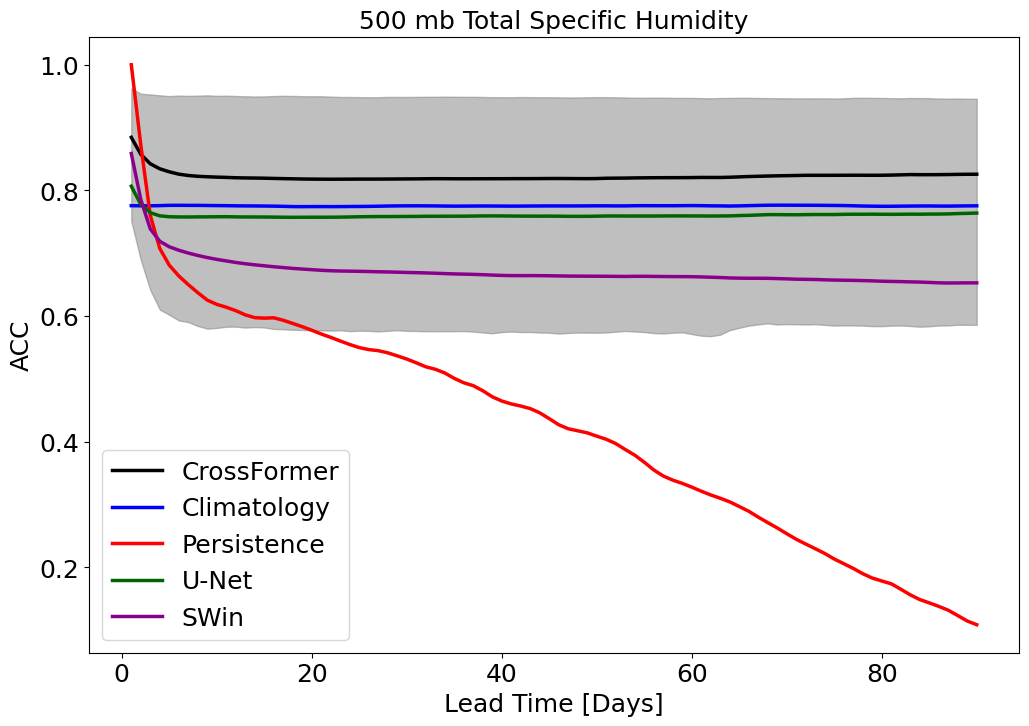 500 mb Total Specific Humidity
1.0
0.8
0.6
0.4
0.2
ACC
CrossFormer
Climatology
Persistence
U-Net
SWin
0 20 40 60 80
Lead Time [Days]